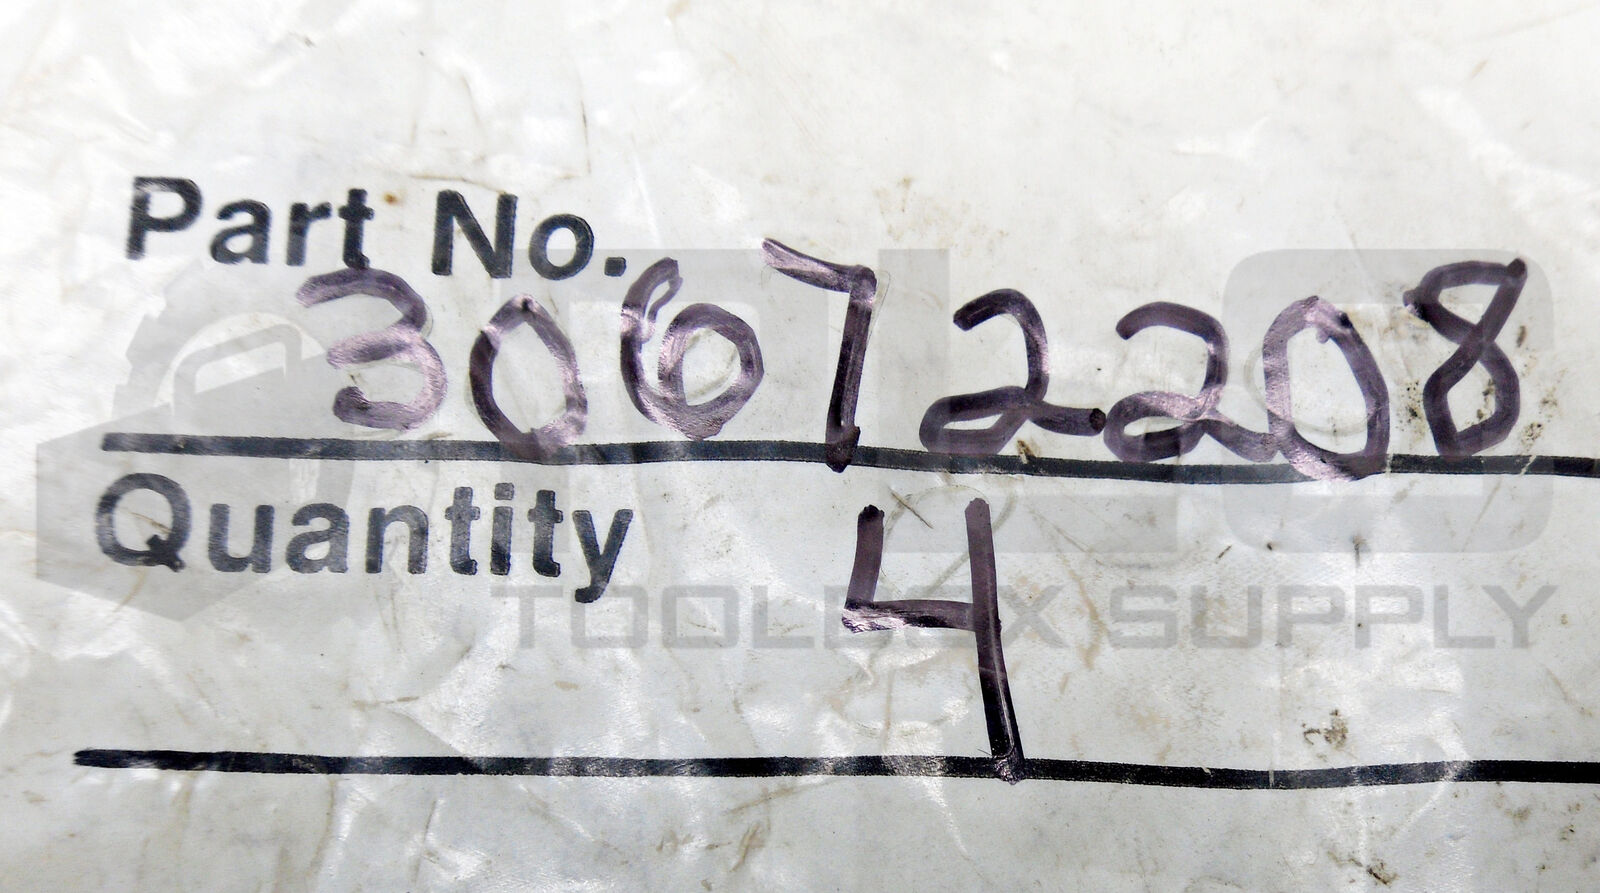 Part No.
30672208
Quantity
4
TOOLBOX SUPPLY